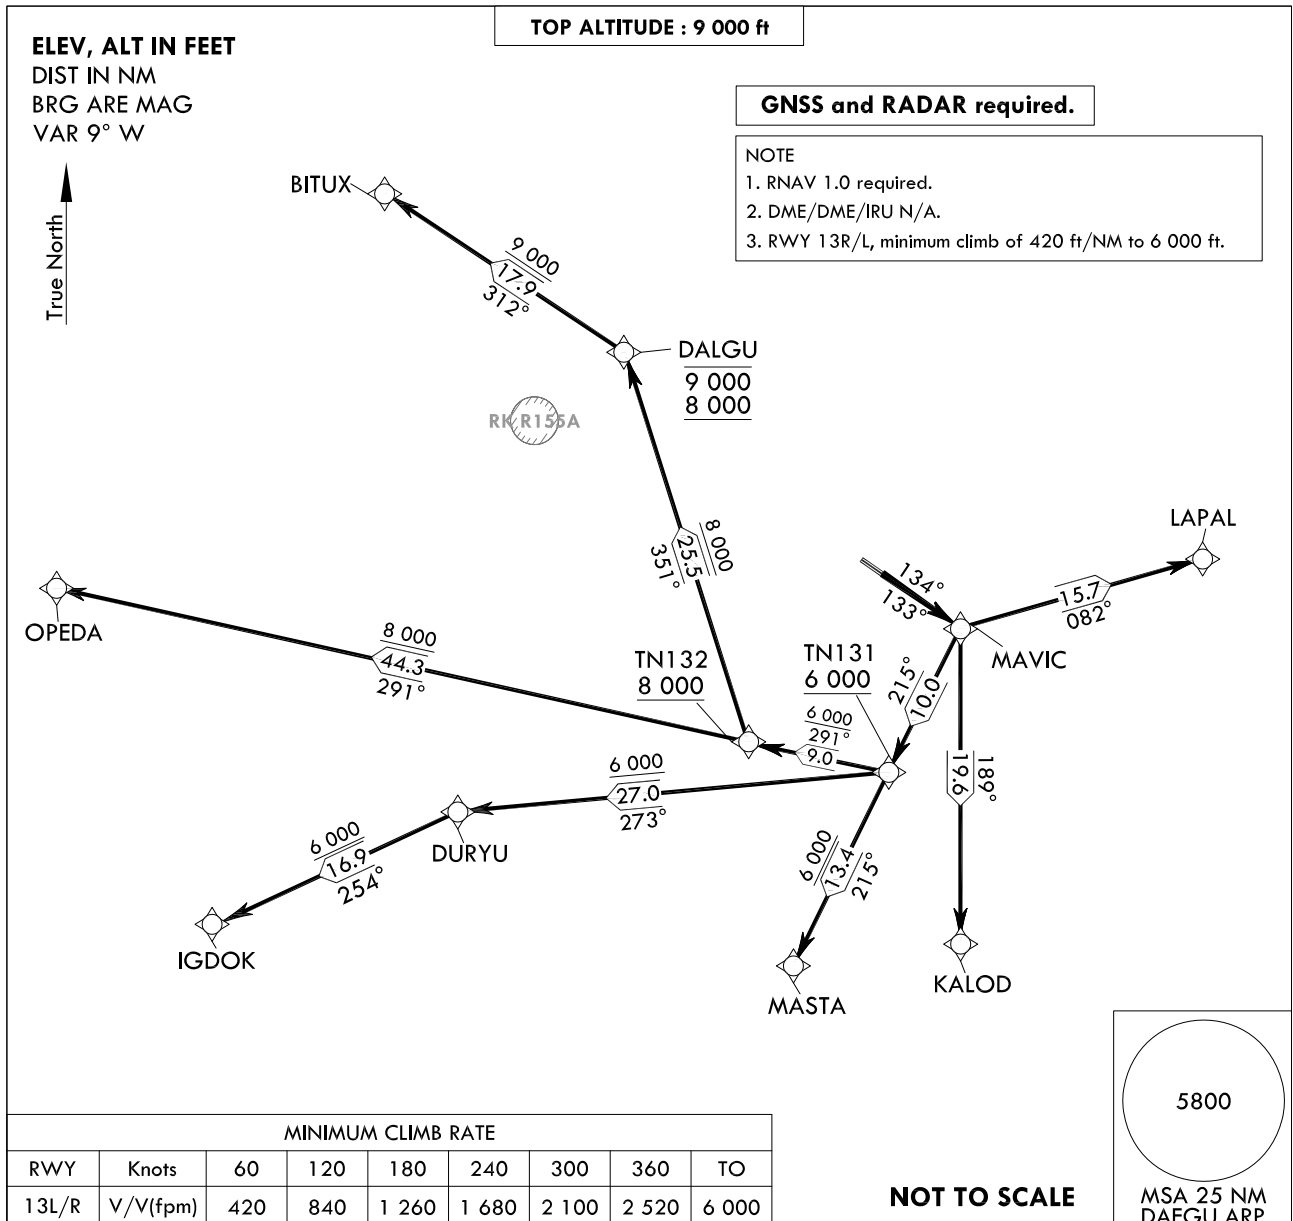 TOP ALTITUDE : 9 000 ft
ELEV, ALT IN FEET
DIST IN NM
BRG ARE MAG
VAR 9° W
True North
GNSS and RADAR required.
NOTE
1. RNAV 1.0 required.
2. DME/DME/IRU N/A.
3. RWY 13R/L, minimum climb of 420 ft/NM to 6 000 ft.
BITUX
9 000
17.9
312°
DALGU
9 000
8 000
RK R155A
8 000
25.5
351°
LAPAL
134°
133°
15.7
082°
MAVIC
OPEDA
8 000
44.3
291°
TN132
8 000
TN131
6 000
215°
10.0
6 000
291°
9.0
189°
19.6
6 000
27.0
273°
DURYU
6 000
16.9
254°
IGDOK
6 000
13.4
215°
MASTA
KALOD
5800
MSA 25 NM
DAEGU ARP
NOT TO SCALE
MINIMUM CLIMB RATE
RWY Knots 60 120 180 240 300 360 TO
13L/R V/V(fpm) 420 840 1 260 1 680 2 100 2 520 6 000